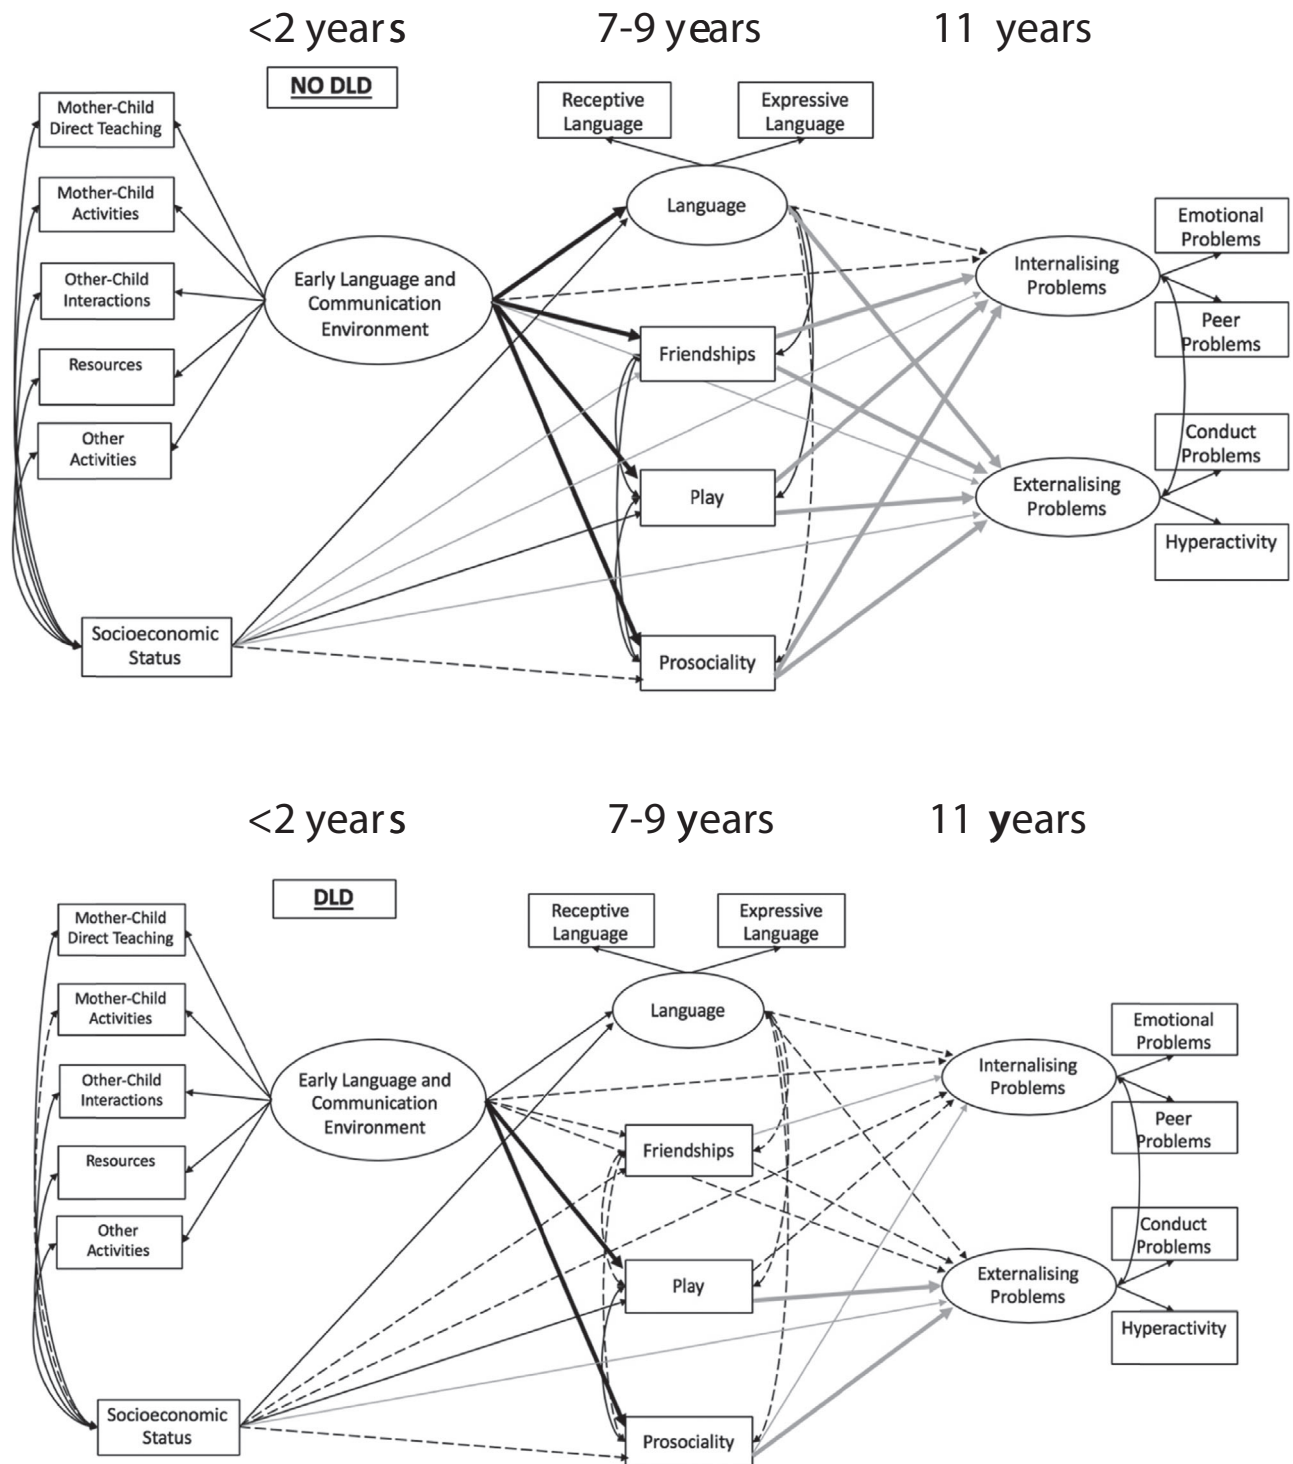 <2 years
7-9 years
11 years
NO DLD
Mother-Child
Direct Teaching
Mother-Child
Activities
Other-Child
Interactions
Resources
Other
Activities
Early Language and
Communication
Environment
Socioeconomic
Status
Receptive
Language
Expressive
Language
Language
Friendships
Play
Prosociality
Internalising
Problems
Externalising
Problems
Emotional
Problems
Peer
Problems
Conduct
Problems
Hyperactivity
<2 years
7-9 years
11 years
DLD
Mother-Child
Direct Teaching
Mother-Child
Activities
Other-Child
Interactions
Resources
Other
Activities
Early Language and
Communication
Environment
Socioeconomic
Status
Receptive
Language
Expressive
Language
Language
Friendships
Play
Prosociality
Internalising
Problems
Externalising
Problems
Emotional
Problems
Peer
Problems
Conduct
Problems
Hyperactivity